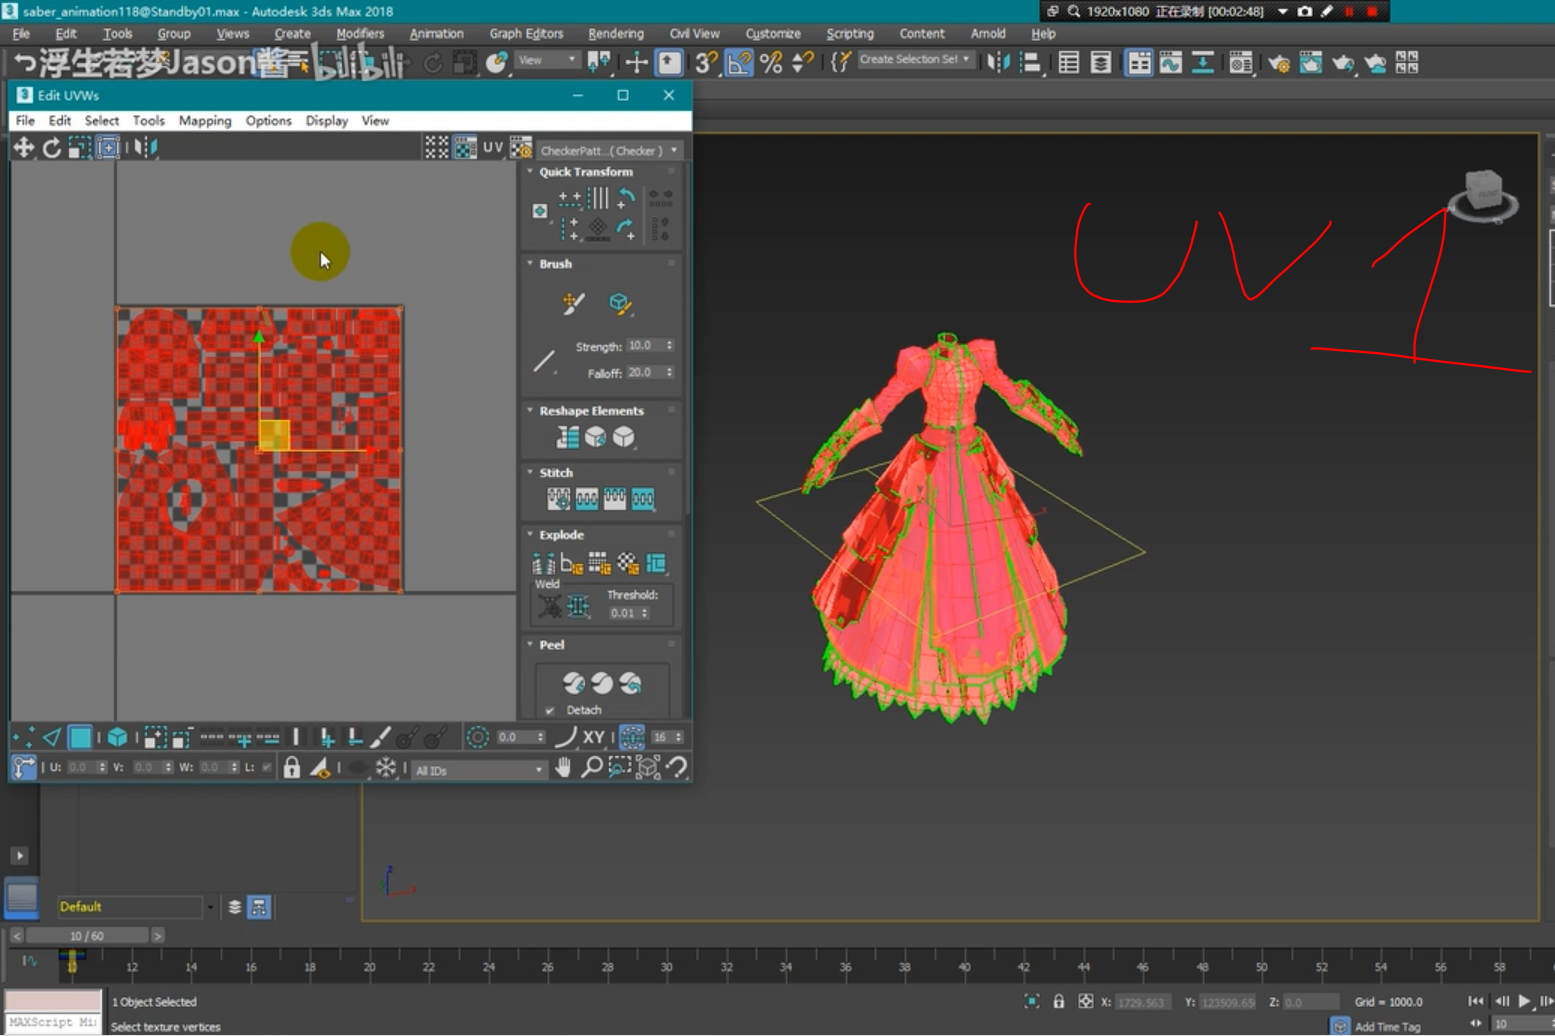 saber_animation118@Standby01.max - Autodesk 3ds Max 2018
1920x1080 正在录制 [00:02:48]
File Edit Tools Group Views Create Modifiers Animation Graph Editors Rendering Civil View Customize Scripting Content Arnold Help
浮生若梦Jason酱 bilibili
View
Create Selection Sel
Edit UVWs
File Edit Select Tools Mapping Options Display View
UV CheckerPatt...( Checker )
Quick Transform
Brush
Strength: 10.0
Falloff: 20.0
Reshape Elements
Stitch
Explode
Weld
Threshold:
0.01
Peel
Detach
0.0 XY 16
U: 0.0 V: 0.0 W: 0.0 L:
All IDs
UV1
FRONT
Default
10 / 60
10 12 14 16 18 20 22 24 26 28 30 32 34 36 38 40 42 44 46 48 50 52 54 56 58
1 Object Selected
X: 1729.563 Y: 123509.65 Z: 0.0 Grid = 1000.0
MAXScript Mi
Select texture vertices
Add Time Tag
10